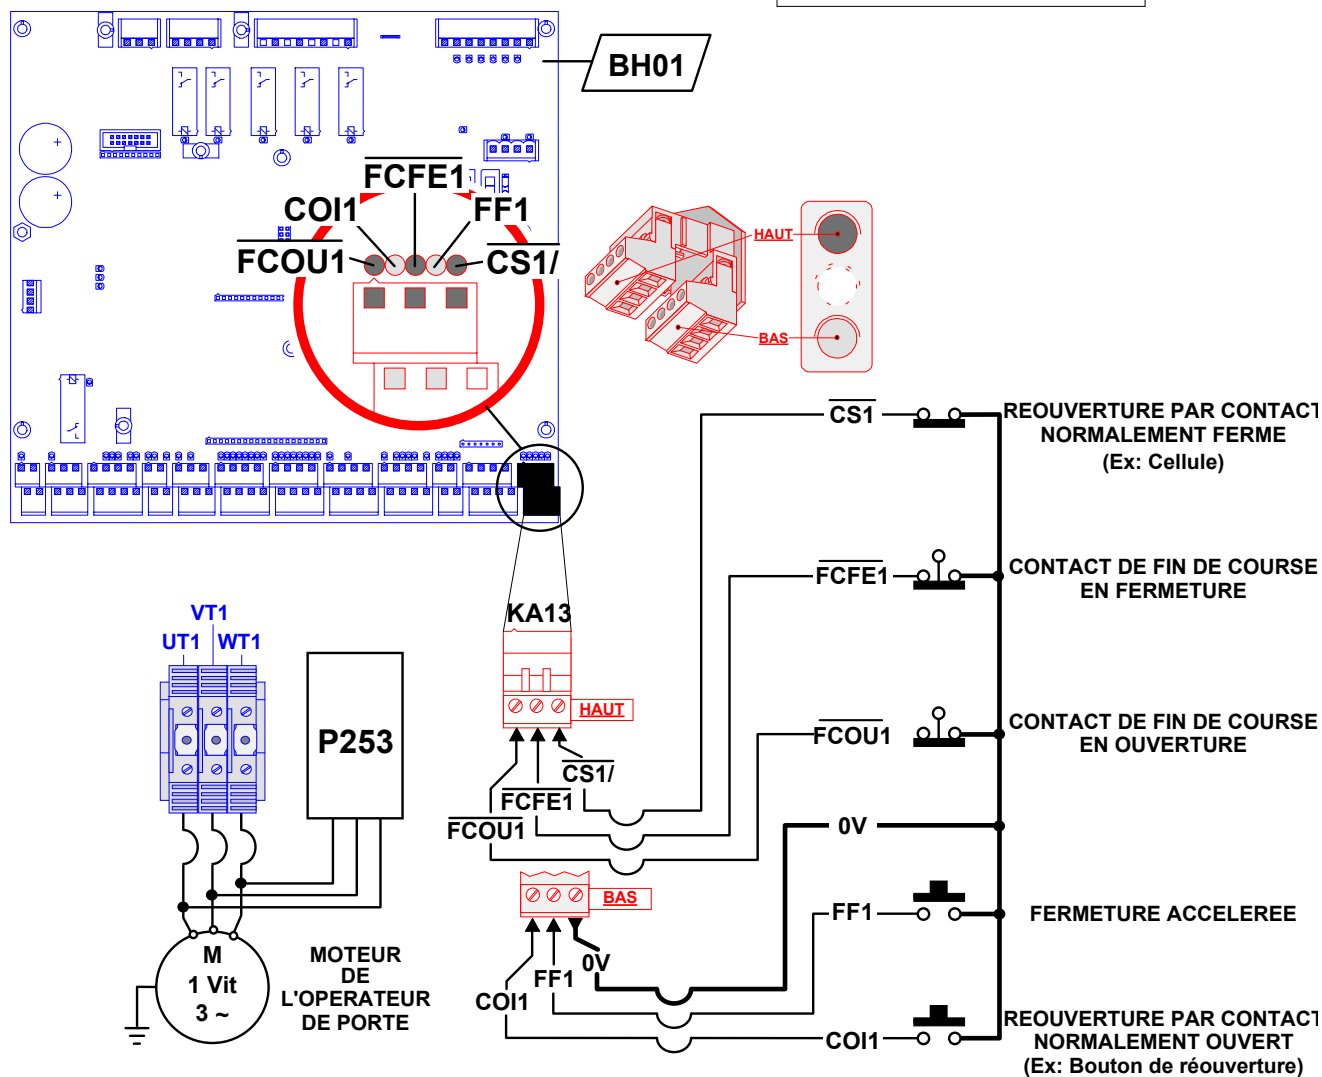 BH01
FCFE1
COI1
FF1
FCOU1
CS1/
HAUT
BAS
CS1
REOUVERTURE PAR CONTACT
NORMALEMENT FERME
(Ex: Cellule)
FCFE1
CONTACT DE FIN DE COURSE
EN FERMETURE
KA13
VT1
UT1
WT1
HAUT
P253
FCOU1
CONTACT DE FIN DE COURSE
EN OUVERTURE
CS1/
FCFE1
FCOU1
0V
BAS
FF1
FERMETURE ACCELEREE
M
1 Vit
3 ~
MOTEUR
DE
L'OPERATEUR
DE PORTE
0V
FF1
COI1
COI1
REOUVERTURE PAR CONTACT
NORMALEMENT OUVERT
(Ex: Bouton de réouverture)